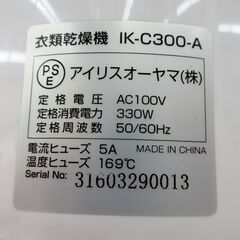 衣類乾燥機 IK-C300-A
PS
E
アイリスオーヤマ(株)
定格電圧 AC100V
定格消費電力 330W
定格周波数 50/60Hz
電流ヒューズ 5A MADE IN CHINA
温度ヒューズ 169℃
Serial No: 31603290013